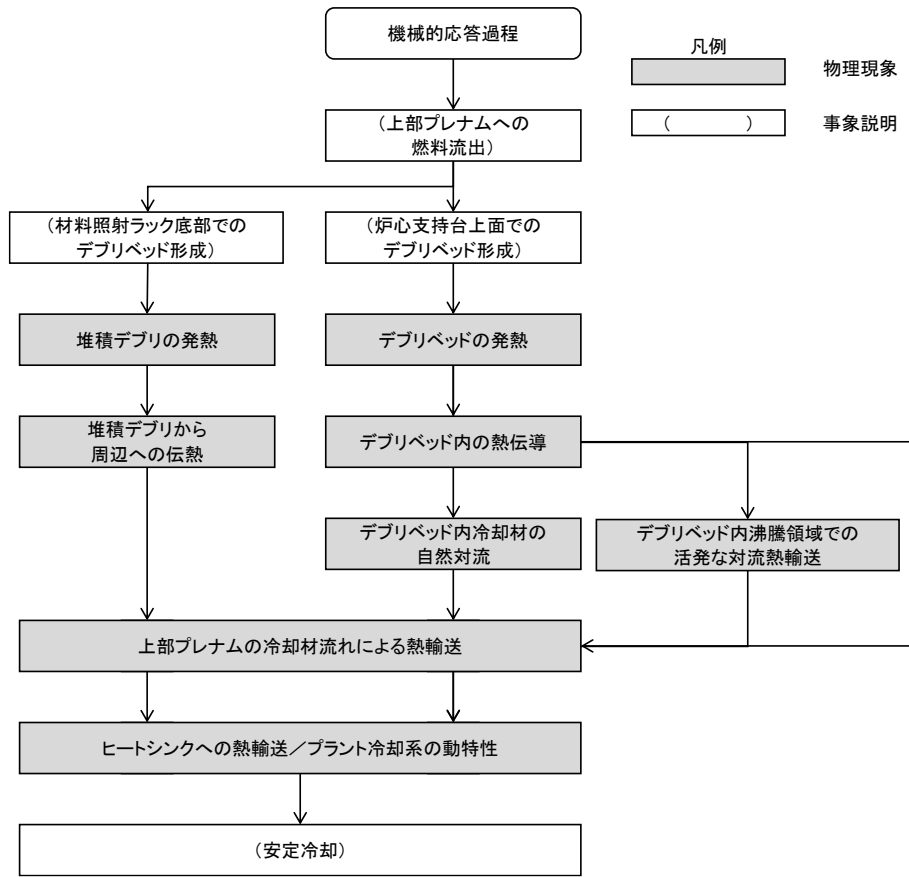 機械的応答過程
凡例
物理現象
(　　　　)
事象説明
(上部プレナムへの
燃料流出)
(材料照射ラック底部での
デブリベッド形成)
(炉心支持台上面での
デブリベッド形成)
堆積デブリの発熱
デブリベッドの発熱
堆積デブリから
周辺への伝熱
デブリベッド内の熱伝導
デブリベッド内冷却材の
自然対流
デブリベッド内沸騰領域での
活発な対流熱輸送
上部プレナムの冷却材流れによる熱輸送
ヒートシンクへの熱輸送／プラント冷却系の動特性
(安定冷却)